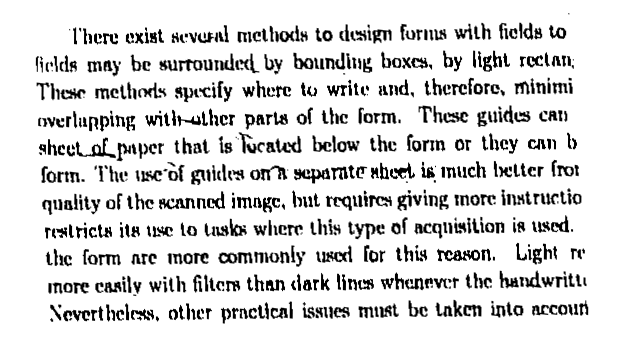 There exist several methods to design forms with fields to
fields may be surrounded by bounding boxes, by light rectan
These methods specify where to write and, therefore, minimi
overlapping with other parts of the form. These guides can
sheet of paper that is located below the form or they can b
form. The use of guides on a separate sheet is much better from
quality of the scanned image, but requires giving more instructio
restricts its use to tasks where this type of acquisition is used.
the form are more commonly used for this reason. Light re
more easily with filters than dark lines whenever the handwritt
Nevertheless, other practical issues must be taken into accoun